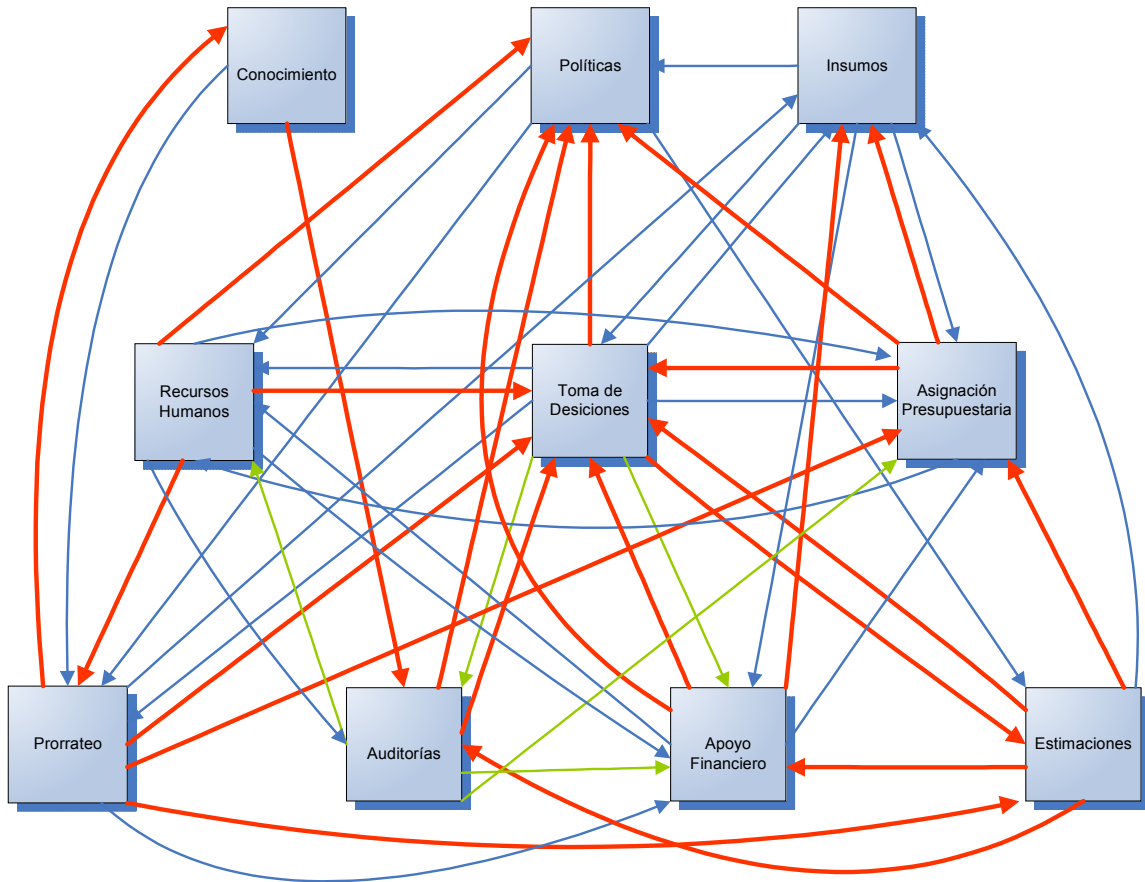 Conocimiento
Políticas
Insumos
Recursos
Humanos
Toma de
Desiciones
Asignación
Presupuestaria
Prorrateo
Auditorías
Apoyo
Financiero
Estimaciones